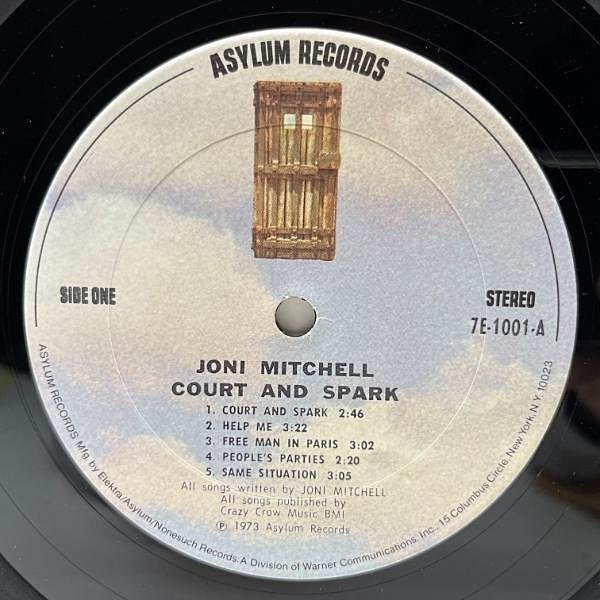 ASYLUM RECORDS
SIDE ONE
STEREO
7E-1001-A
JONI MITCHELL
COURT AND SPARK
1. COURT AND SPARK 2:46
2. HELP ME 3:22
3. FREE MAN IN PARIS 3:02
4. PEOPLE'S PARTIES 2:20
5. SAME SITUATION 3:05
All songs written by JONI MITCHELL
All songs published by
Crazy Crow Music BMI
℗ 1973 Asylum Records
ASYLUM RECORDS Mfg. by Elektra/Asylum/Nonesuch Records. A Division of Warner Communications, Inc - 15 Columbus Circle, New York, N.Y. 10023